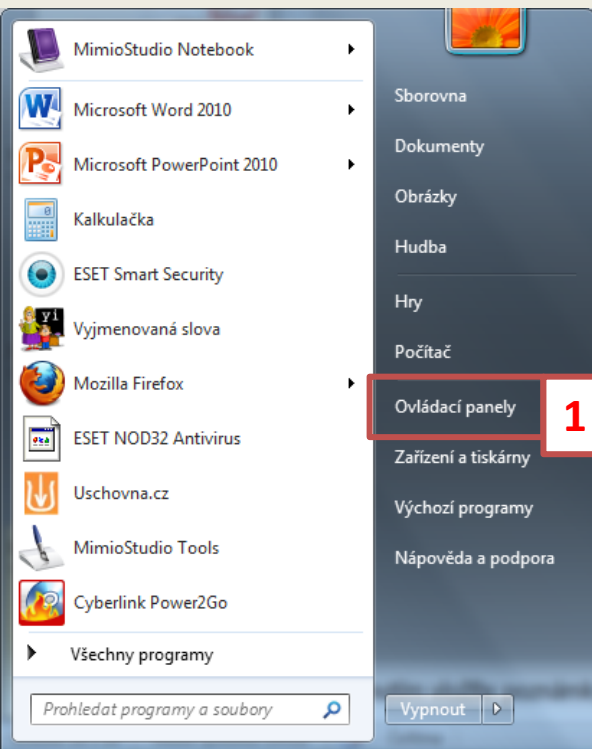 MimioStudio Notebook
Microsoft Word 2010
Microsoft PowerPoint 2010
Kalkulačka
ESET Smart Security
Vyjmenovaná slova
Mozilla Firefox
ESET NOD32 Antivirus
Uschovna.cz
MimioStudio Tools
Cyberlink Power2Go
Všechny programy
Prohledat programy a soubory
Sborovna
Dokumenty
Obrázky
Hudba
Hry
Počítač
Ovládací panely
1
Zařízení a tiskárny
Výchozí programy
Nápověda a podpora
Vypnout